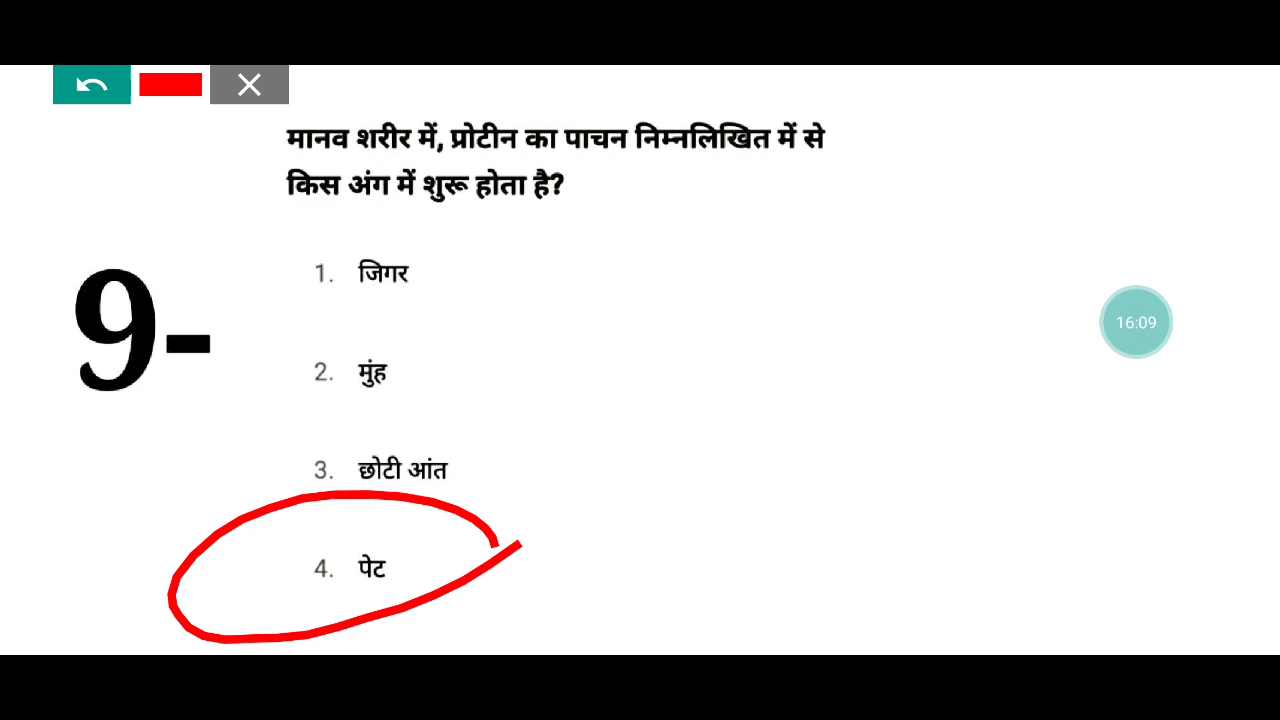 मानव शरीर में, प्रोटीन का पाचन निम्नलिखित में से
किस अंग में शुरू होता है?
9-
1. जिगर
2. मुंह
16:09
3. छोटी आंत
4. पेट